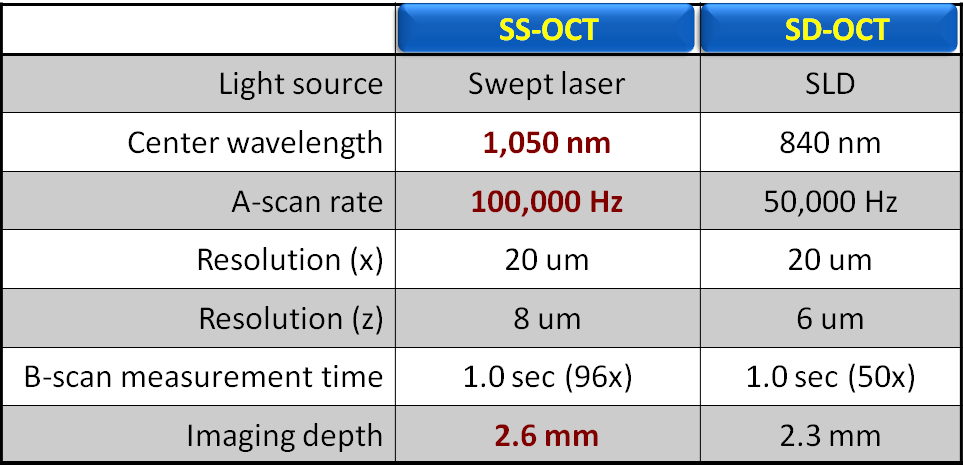 SS-OCT SD-OCT
Light source Swept laser SLD
Center wavelength 1,050 nm 840 nm
A-scan rate 100,000 Hz 50,000 Hz
Resolution (x) 20 um 20 um
Resolution (z) 8 um 6 um
B-scan measurement time 1.0 sec (96x) 1.0 sec (50x)
Imaging depth 2.6 mm 2.3 mm